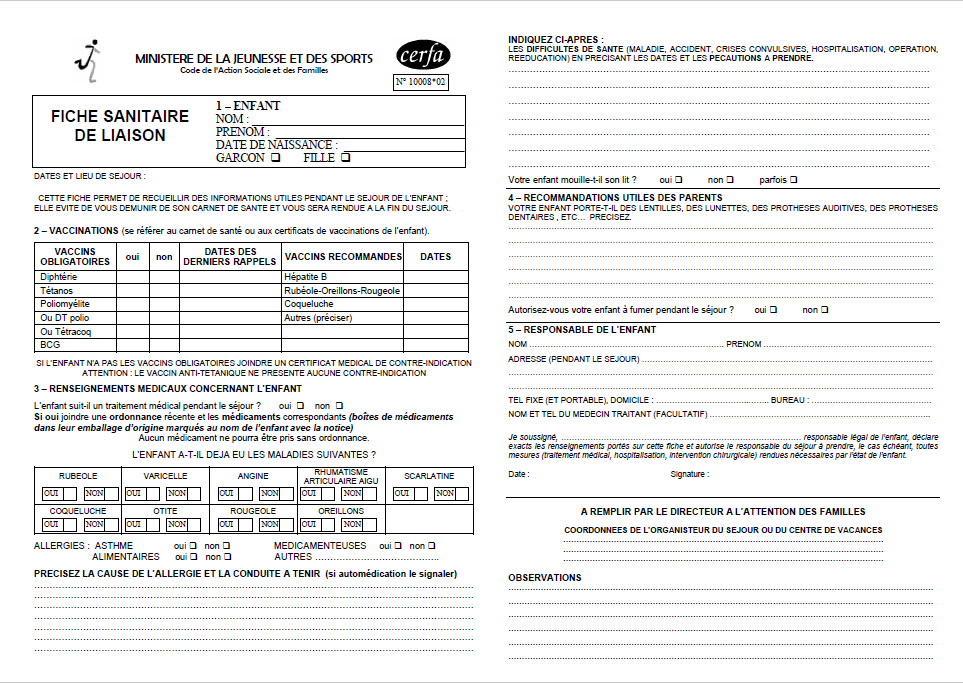 MINISTERE DE LA JEUNESSE ET DES SPORTS
Code de l'Action Sociale et des Familles
cerfa
N° 10008*02
FICHE SANITAIRE
DE LIAISON
1 – ENFANT
NOM :
PRENOM :
DATE DE NAISSANCE :
GARCON ❑ FILLE ❑
DATES ET LIEU DE SEJOUR :
CETTE FICHE PERMET DE RECUEILLIR DES INFORMATIONS UTILES PENDANT LE SEJOUR DE L'ENFANT ;
ELLE EVITE DE VOUS DEMUNIR DE SON CARNET DE SANTE ET VOUS SERA RENDUE A LA FIN DU SEJOUR.
2 – VACCINATIONS (se référer au carnet de santé ou aux certificats de vaccinations de l'enfant).
VACCINS OBLIGATOIRES oui non DATES DES DERNIERS RAPPELS VACCINS RECOMMANDES DATES
Diphtérie Hépatite B
Tétanos Rubéole-Oreillons-Rougeole
Poliomyélite Coqueluche
Ou DT polio Autres (préciser)
Ou Tétracoq
BCG
SI L'ENFANT N'A PAS LES VACCINS OBLIGATOIRES JOINDRE UN CERTIFICAT MEDICAL DE CONTRE-INDICATION
ATTENTION : LE VACCIN ANTI-TETANIQUE NE PRESENTE AUCUNE CONTRE-INDICATION
3 – RENSEIGNEMENTS MEDICAUX CONCERNANT L'ENFANT
L'enfant suit-il un traitement médical pendant le séjour ? oui ❑ non ❑
Si oui joindre une ordonnance récente et les médicaments correspondants (boîtes de médicaments
dans leur emballage d'origine marqués au nom de l'enfant avec la notice)
Aucun médicament ne pourra être pris sans ordonnance.
L'ENFANT A-T-IL DEJA EU LES MALADIES SUIVANTES ?
RUBEOLE VARICELLE ANGINE RHUMATISME ARTICULAIRE AIGU SCARLATINE
OUI NON OUI NON OUI NON OUI NON OUI NON
COQUELUCHE OTITE ROUGEOLE OREILLONS
OUI NON OUI NON OUI NON OUI NON
ALLERGIES : ASTHME oui ❑ non ❑ MEDICAMENTEUSES oui ❑ non ❑
ALIMENTAIRES oui ❑ non ❑ AUTRES ..........................................
PRECISEZ LA CAUSE DE L'ALLERGIE ET LA CONDUITE A TENIR (si automédication le signaler)
INDIQUEZ CI-APRES :
LES DIFFICULTES DE SANTE (MALADIE, ACCIDENT, CRISES CONVULSIVES, HOSPITALISATION, OPERATION,
REEDUCATION) EN PRECISANT LES DATES ET LES PECAUTIONS A PRENDRE.
Votre enfant mouille-t-il son lit ? oui ❑ non ❑ parfois ❑
4 – RECOMMANDATIONS UTILES DES PARENTS
VOTRE ENFANT PORTE-T-IL DES LENTILLES, DES LUNETTES, DES PROTHESES AUDITIVES, DES PROTHESES
DENTAIRES , ETC… PRECISEZ.
Autorisez-vous votre enfant à fumer pendant le séjour ? oui ❑ non ❑
5 – RESPONSABLE DE L'ENFANT
NOM .......................................... PRENOM ..........................................
ADRESSE (PENDANT LE SEJOUR) ..........................................
TEL FIXE (ET PORTABLE), DOMICILE : .......................................... BUREAU : ..........................................
NOM ET TEL DU MEDECIN TRAITANT (FACULTATIF) ..........................................
Je soussigné, .......................................... responsable légal de l'enfant, déclare
exacts les renseignements portés sur cette fiche et autorise le responsable du séjour à prendre, le cas échéant, toutes
mesures (traitement médical, hospitalisation, intervention chirurgicale) rendues nécessaires par l'état de l'enfant.
Date : Signature :
A REMPLIR PAR LE DIRECTEUR A L'ATTENTION DES FAMILLES
COORDONNEES DE L'ORGANISTEUR DU SEJOUR OU DU CENTRE DE VACANCES
OBSERVATIONS